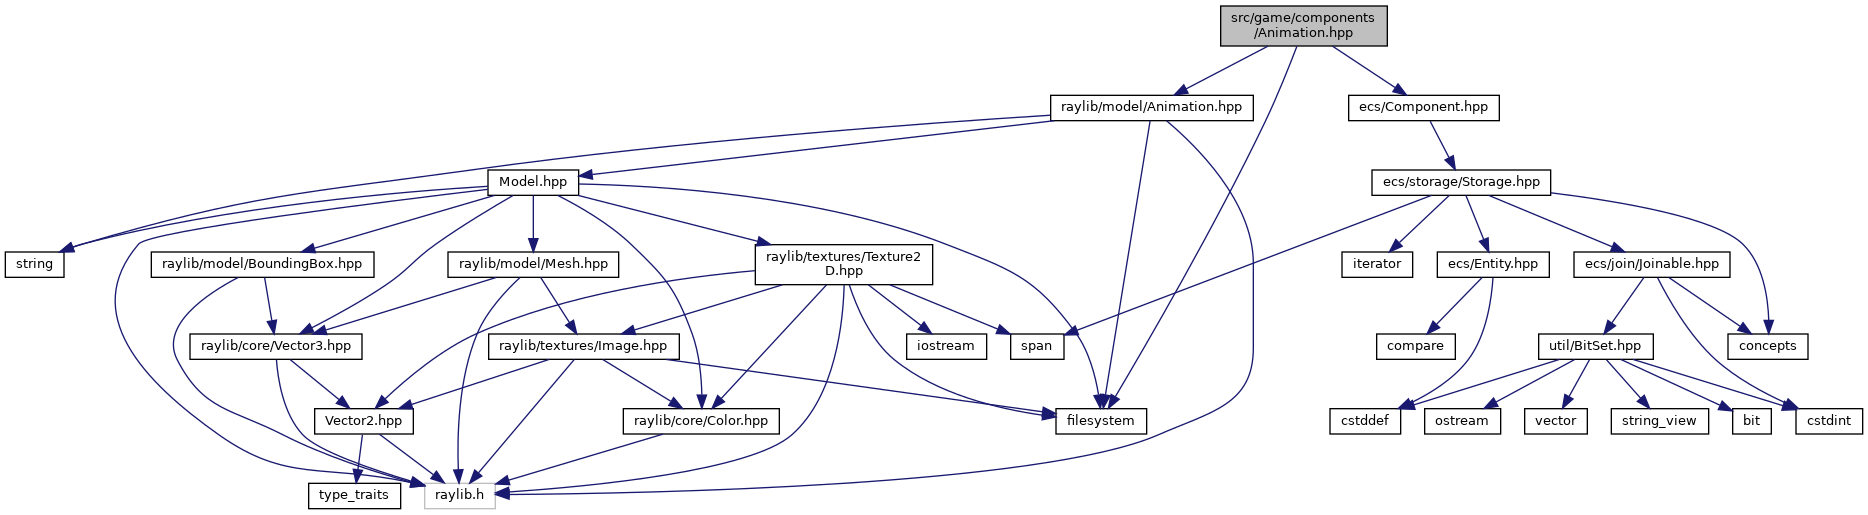 src/game/components
/Animation.hpp
raylib/model/Animation.hpp
ecs/Component.hpp
Model.hpp
ecs/storage/Storage.hpp
string
raylib/model/BoundingBox.hpp
raylib/model/Mesh.hpp
raylib/textures/Texture2
D.hpp
iterator
ecs/Entity.hpp
ecs/join/Joinable.hpp
raylib/core/Vector3.hpp
raylib/textures/Image.hpp
iostream
span
compare
util/BitSet.hpp
concepts
Vector2.hpp
raylib/core/Color.hpp
filesystem
cstddef
ostream
vector
string_view
bit
cstdint
type_traits
raylib.h